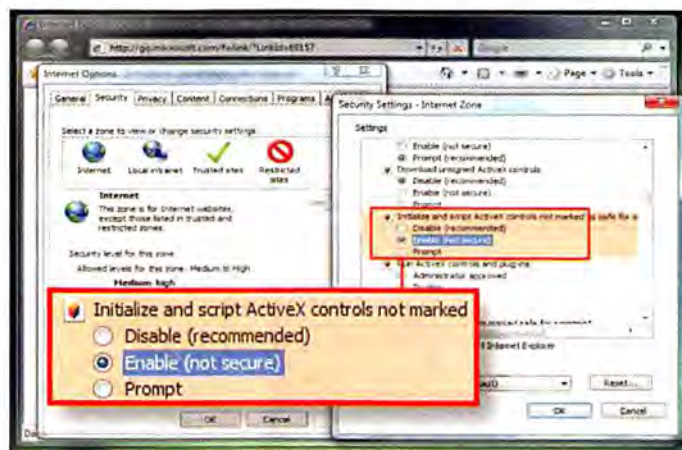 http://go.microsoft.com/fwlink/?LinkId=69157
Google
Page
Tools
Internet Options
General Security Privacy Content Connections Programs
Select a zone to view or change security settings
Internet Local intranet Trusted sites Restricted sites
Internet
This zone is for Internet websites,
except those listed in trusted and
restricted zones.
Security level for this zone
Allowed levels for this zone: Medium to High
Medium high
Security Settings - Internet Zone
Settings
Enable (not secure)
Prompt (recommended)
Download unsigned ActiveX controls
Disable (recommended)
Enable (not secure)
Prompt
Initialize and script ActiveX controls not marked as safe for s
Disable (recommended)
Enable (not secure)
Prompt
Run ActiveX controls and plug-ins
Administrator approved
Internet Explorer
Reset...
OK Cancel
Initialize and script ActiveX controls not marked
Disable (recommended)
Enable (not secure)
Prompt
OK Cancel